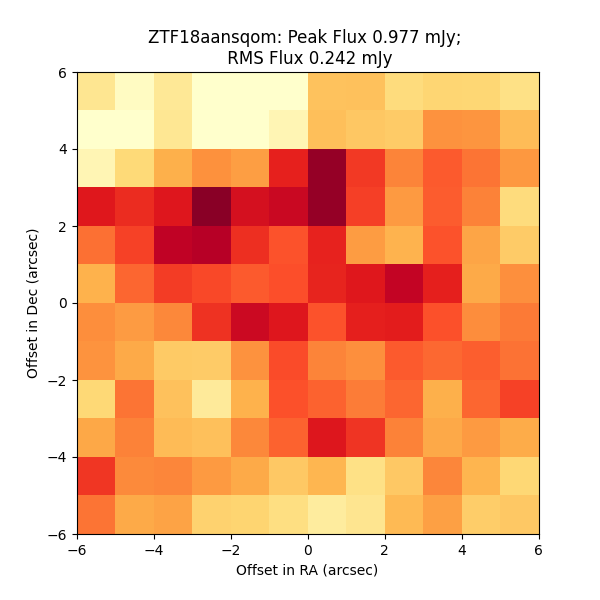 ZTF18aansqom: Peak Flux 0.977 mJy;
RMS Flux 0.242 mJy
6
4
2
0
−2
−4
−6
Offset in Dec (arcsec)
−6 −4 −2 0 2 4 6
Offset in RA (arcsec)